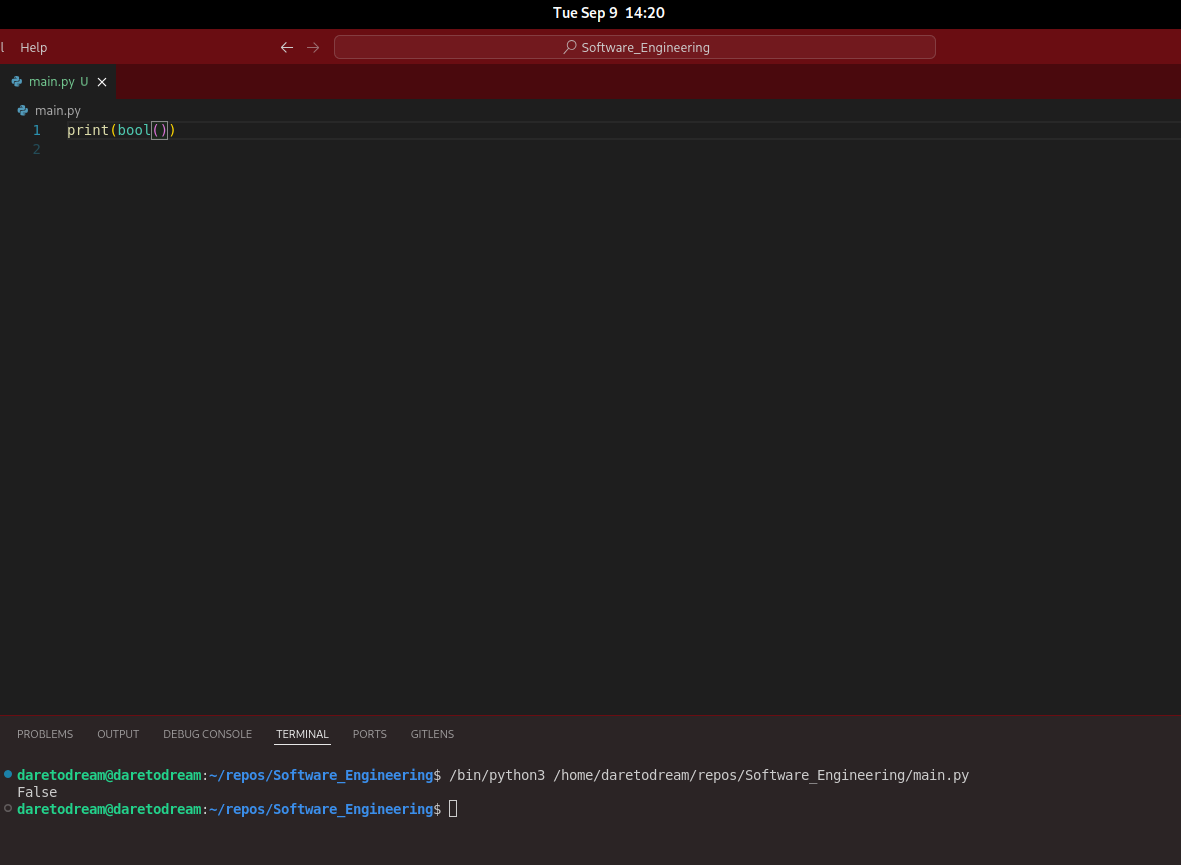 Tue Sep 9 14:20
l Help Software_Engineering
main.py U
main.py
1 print(bool())
2
PROBLEMS OUTPUT DEBUG CONSOLE TERMINAL PORTS GITLENS
daretodream@daretodream:~/repos/Software_Engineering$ /bin/python3 /home/daretodream/repos/Software_Engineering/main.py
False
daretodream@daretodream:~/repos/Software_Engineering$